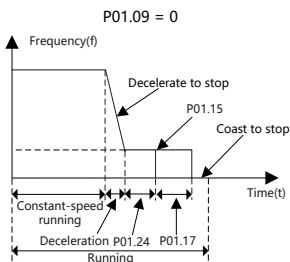 P01.09 = 0
Frequency(f)
Decelerate to stop
P01.15
Coast to stop
Time(t)
Constant-speed
running
Deceleration P01.24 P01.17
Running